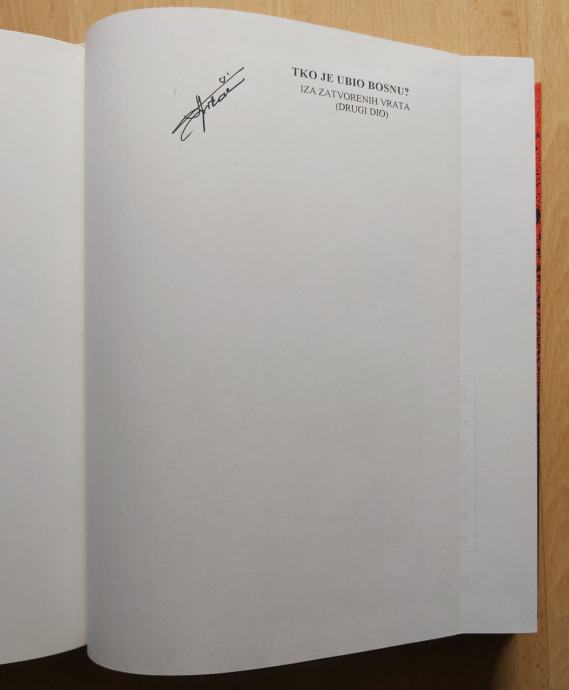 TKO JE UBIO BOSNU?
IZA ZATVORENIH VRATA
(DRUGI DIO)